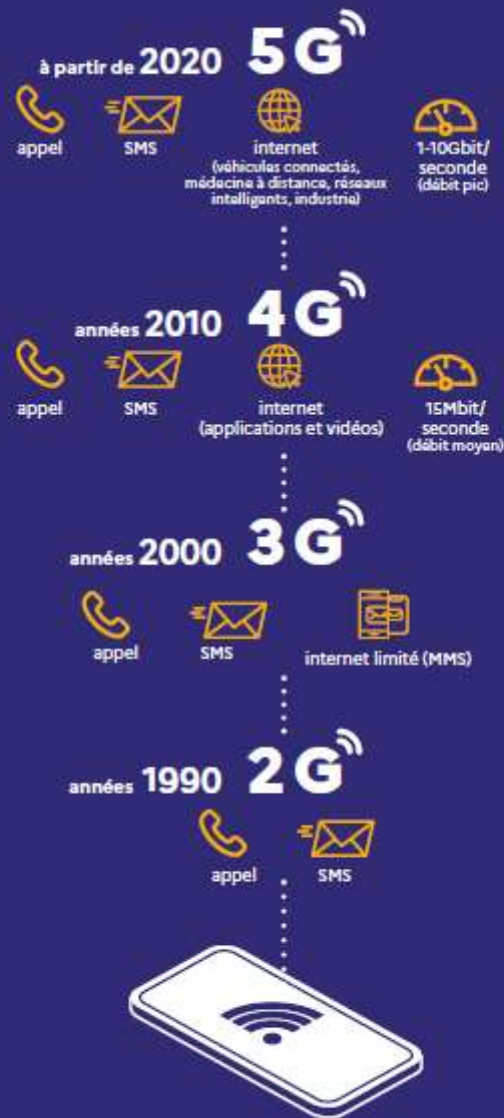 à partir de 2020 5G
appel
SMS
internet
(véhicules connectés,
médecine à distance, réseaux
intelligents, industrie)
1-10Gbit/
seconde
(débit pic)
années 2010 4G
appel
SMS
internet
(applications et vidéos)
15Mbit/
seconde
(débit moyen)
années 2000 3G
appel
SMS
internet limité (MMS)
années 1990 2G
appel
SMS